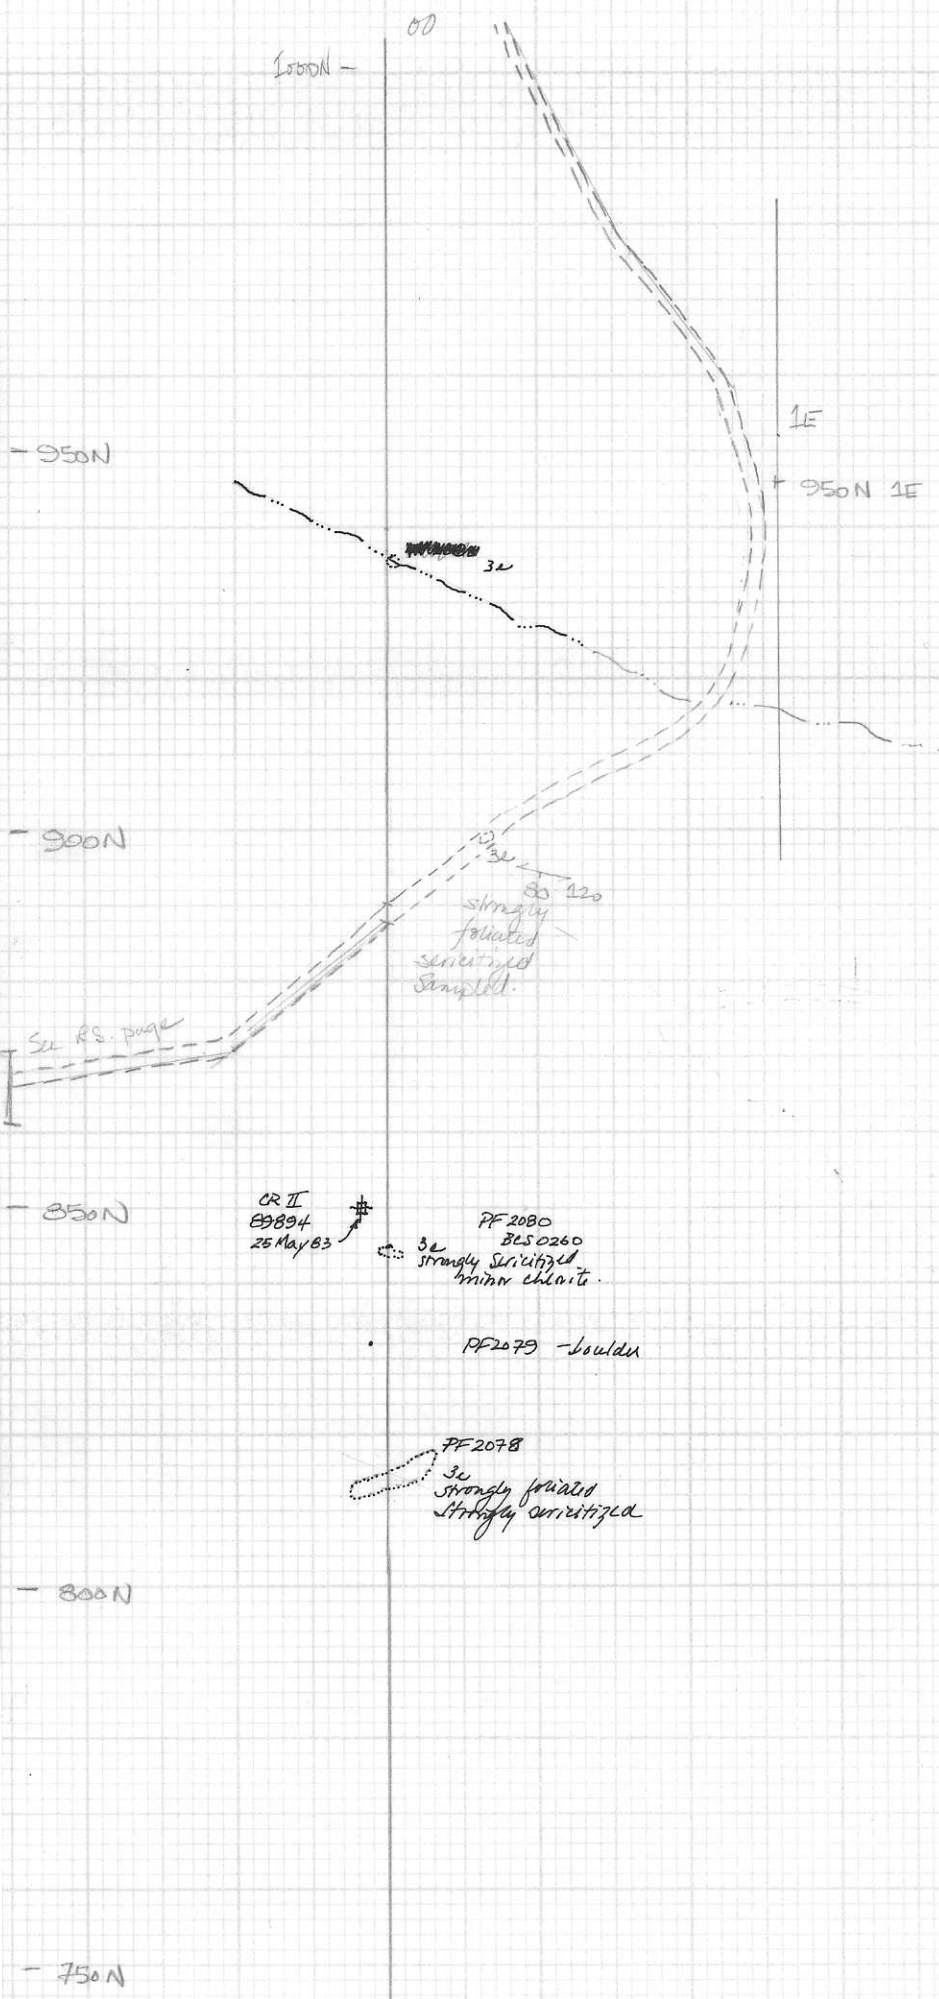 00
1000N -
1E
- 950N
+ 950N 1E
3e
- 900N
3e
80 120
strongly
foliated
sericitized
Sampled.
See R.S. page
CR II
- 850N
89894
25 May 83
PF 2080
BCS 0260
3e
strongly sericitized
minor chlorite.
PF2079 - boulder
PF2078
3e
strongly foliated
strongly sericitized
- 800N
- 750N